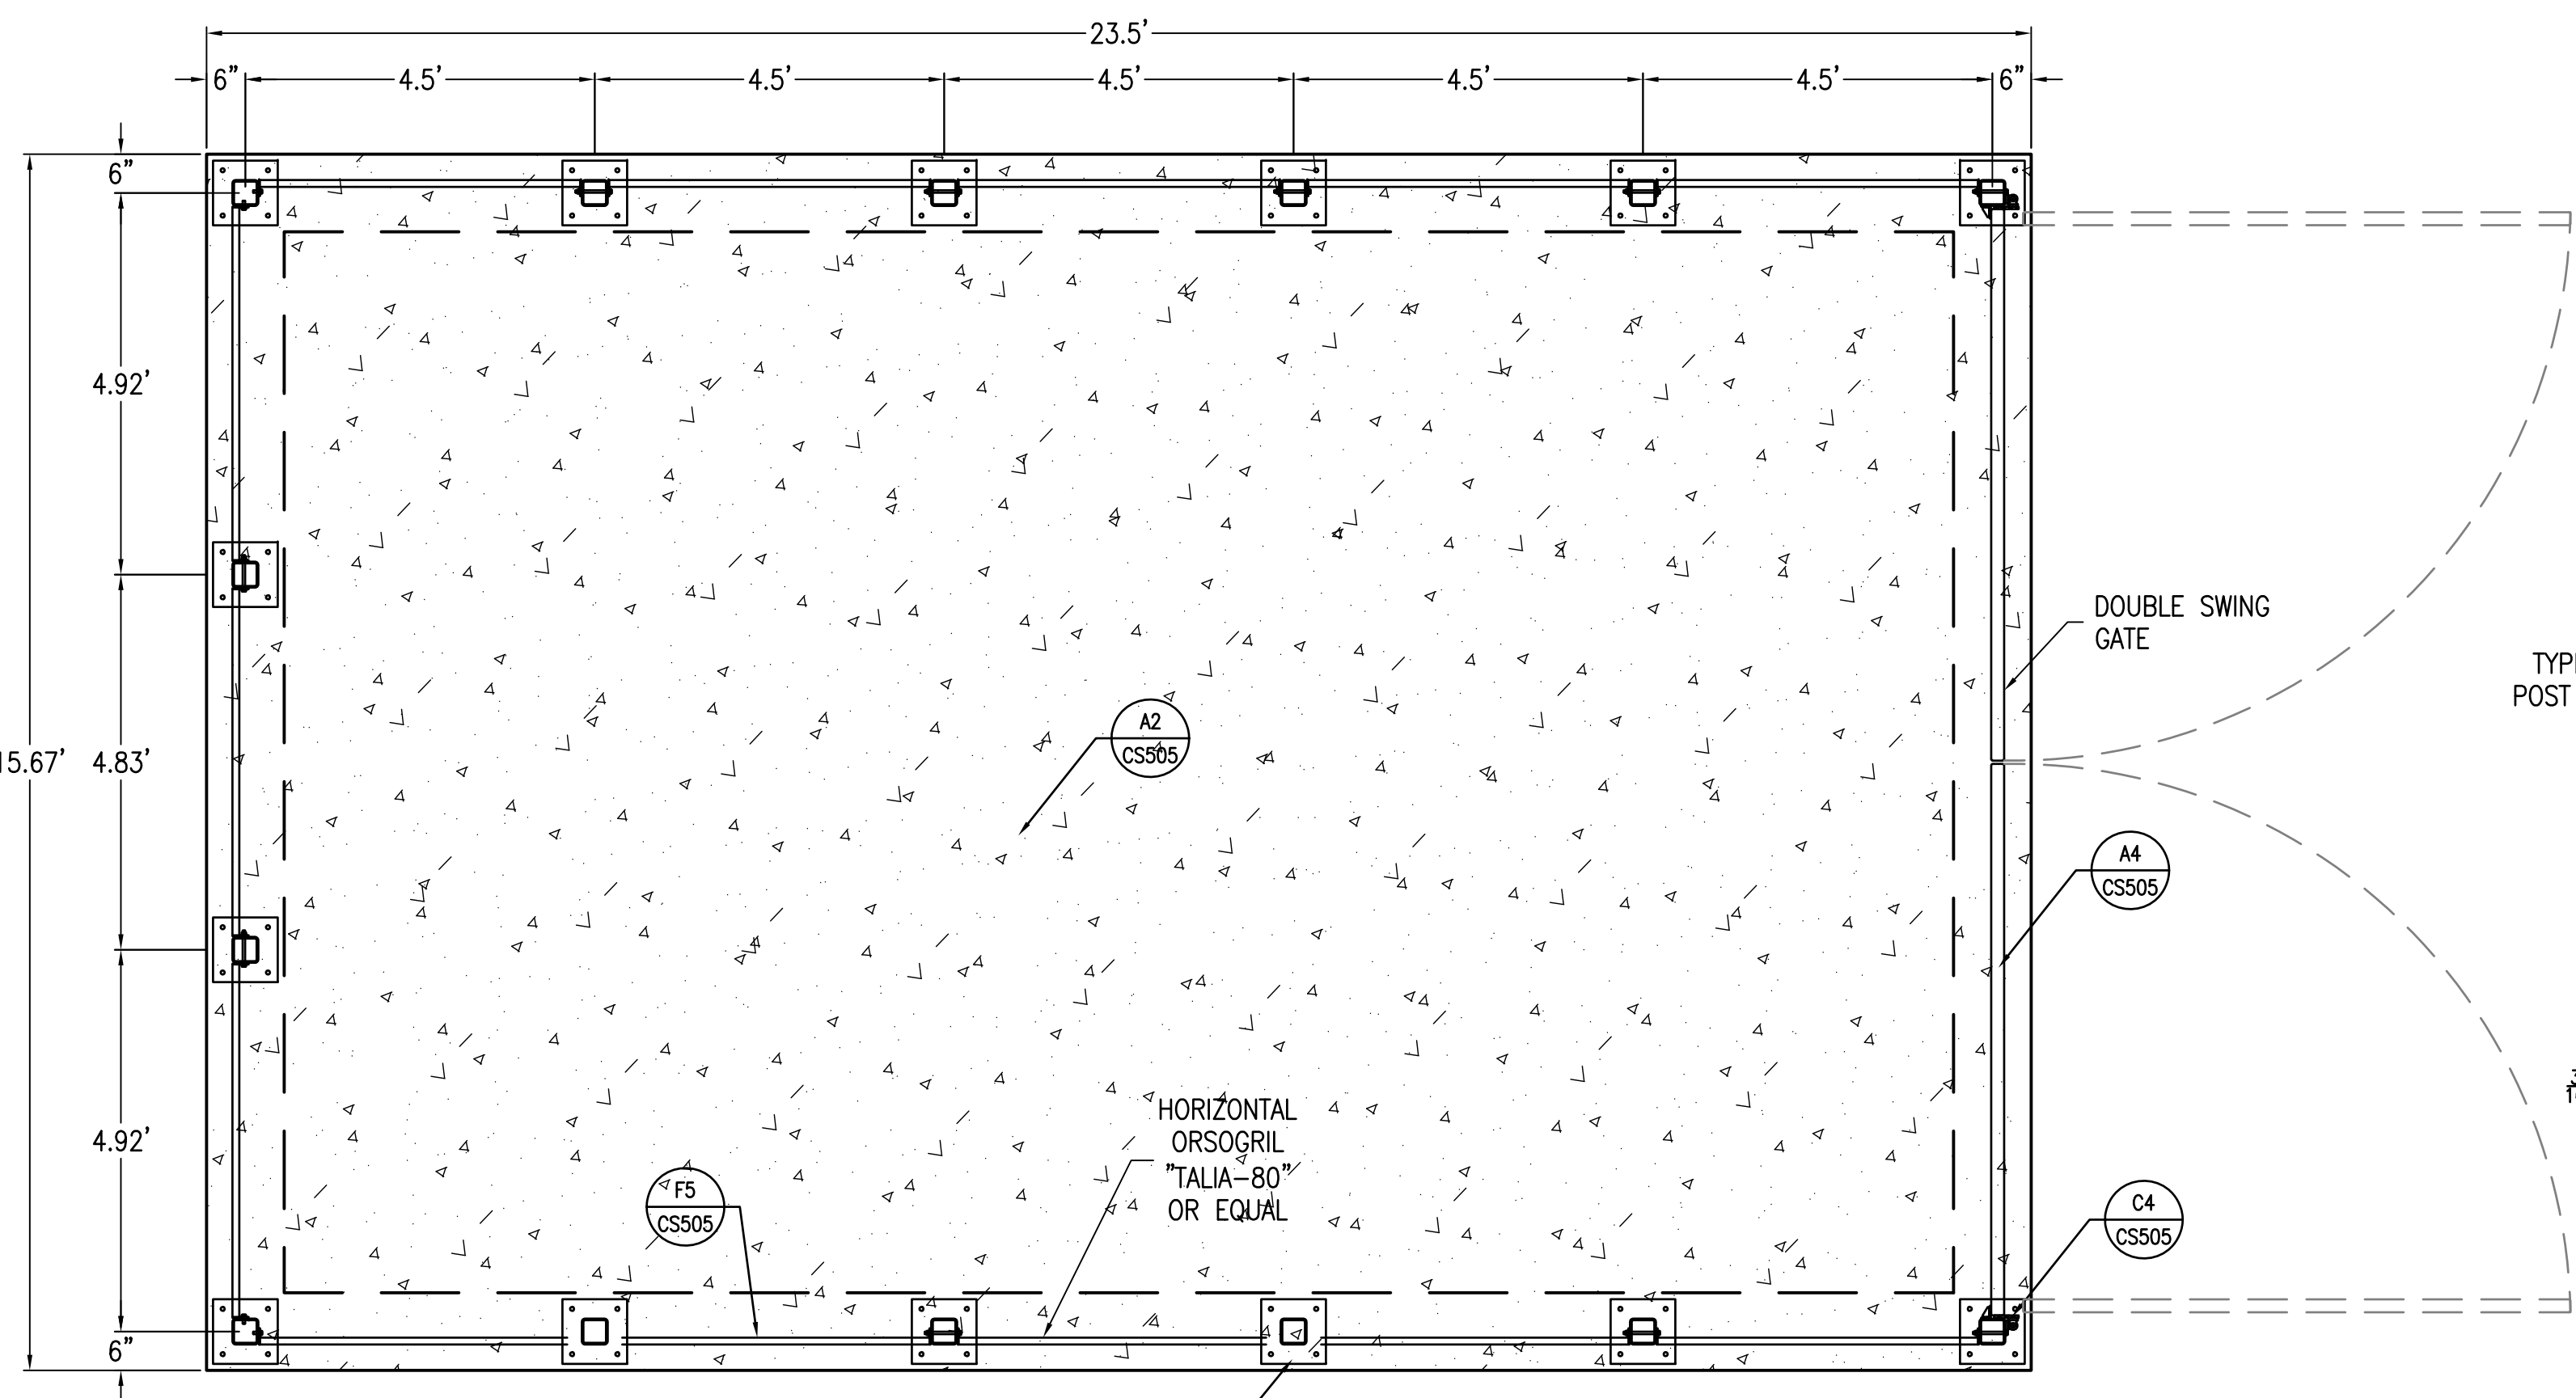 23.5'
6" 4.5' 4.5' 4.5' 4.5' 4.5' 6"
6"
4.92'
DOUBLE SWING
GATE
POST
A2
CS505
15.67' 4.83'
A4
CS505
HORIZONTAL
ORSOGRIL
"TALIA-80"
OR EQUAL
4.92'
F5
CS505
C4
CS505
6"